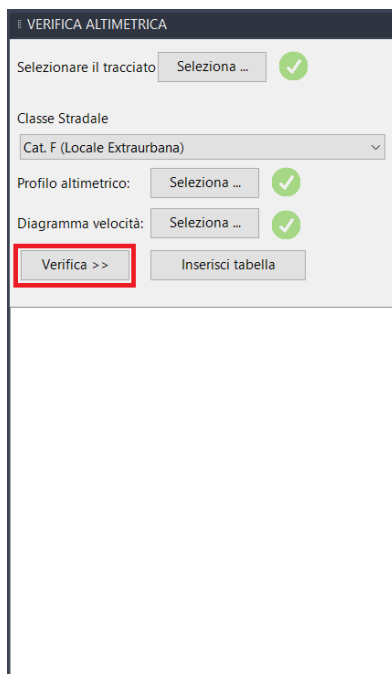 VERIFICA ALTIMETRICA
Selezionare il tracciato Seleziona ...
Classe Stradale
Cat. F (Locale Extraurbana)
Profilo altimetrico: Seleziona ...
Diagramma velocità: Seleziona ...
Verifica >> Inserisci tabella